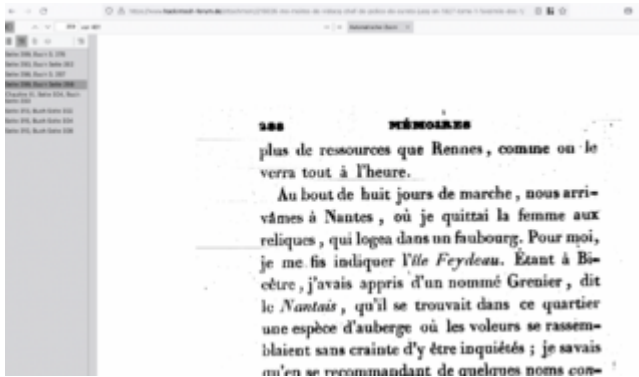 288 MÉMOIRES
plus de ressources que Rennes, comme on le
verra tout à l'heure.
Au bout de huit jours de marche, nous arri-
vâmes à Nantes, où je quittai la femme aux
reliques, qui logea dans un faubourg. Pour moi,
je me fis indiquer l'île Feydeau. Étant à Bi-
cêtre, j'avais appris d'un nommé Grenier, dit
le Nantais, qu'il se trouvait dans ce quartier
une espèce d'auberge où les voleurs se rassem-
blaient sans crainte d'y être inquiétés ; je savais
qu'en se recommandant de quelques noms con-